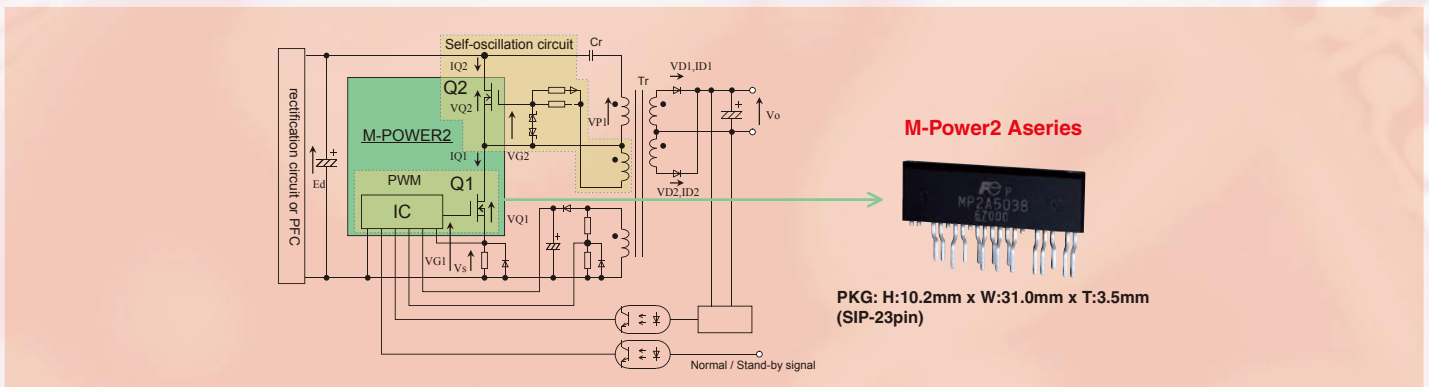 Self-oscillation circuit
Cr
IQ2
Q2
VQ2
Tr
VD1,ID1
VP1
Vo
rectification circuit or PFC
M-POWER2
VG2
IQ1
Ed
PWM
Q1
IC
VQ1
VD2,ID2
VG1
Vs
Normal / Stand-by signal
M-Power2 Aseries
P
MP2A5098
6Z000
PKG: H:10.2mm x W:31.0mm x T:3.5mm
(SIP-23pin)